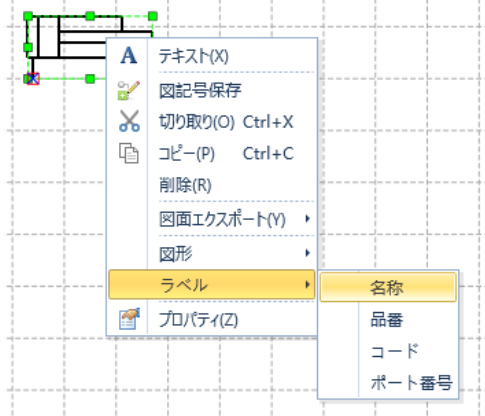 A テキスト(X)
図記号保存
切り取り(O) Ctrl+X
コピー(P) Ctrl+C
削除(R)
図面エクスポート(Y)
図形
ラベル
プロパティ(Z)
名称
品番
コード
ポート番号